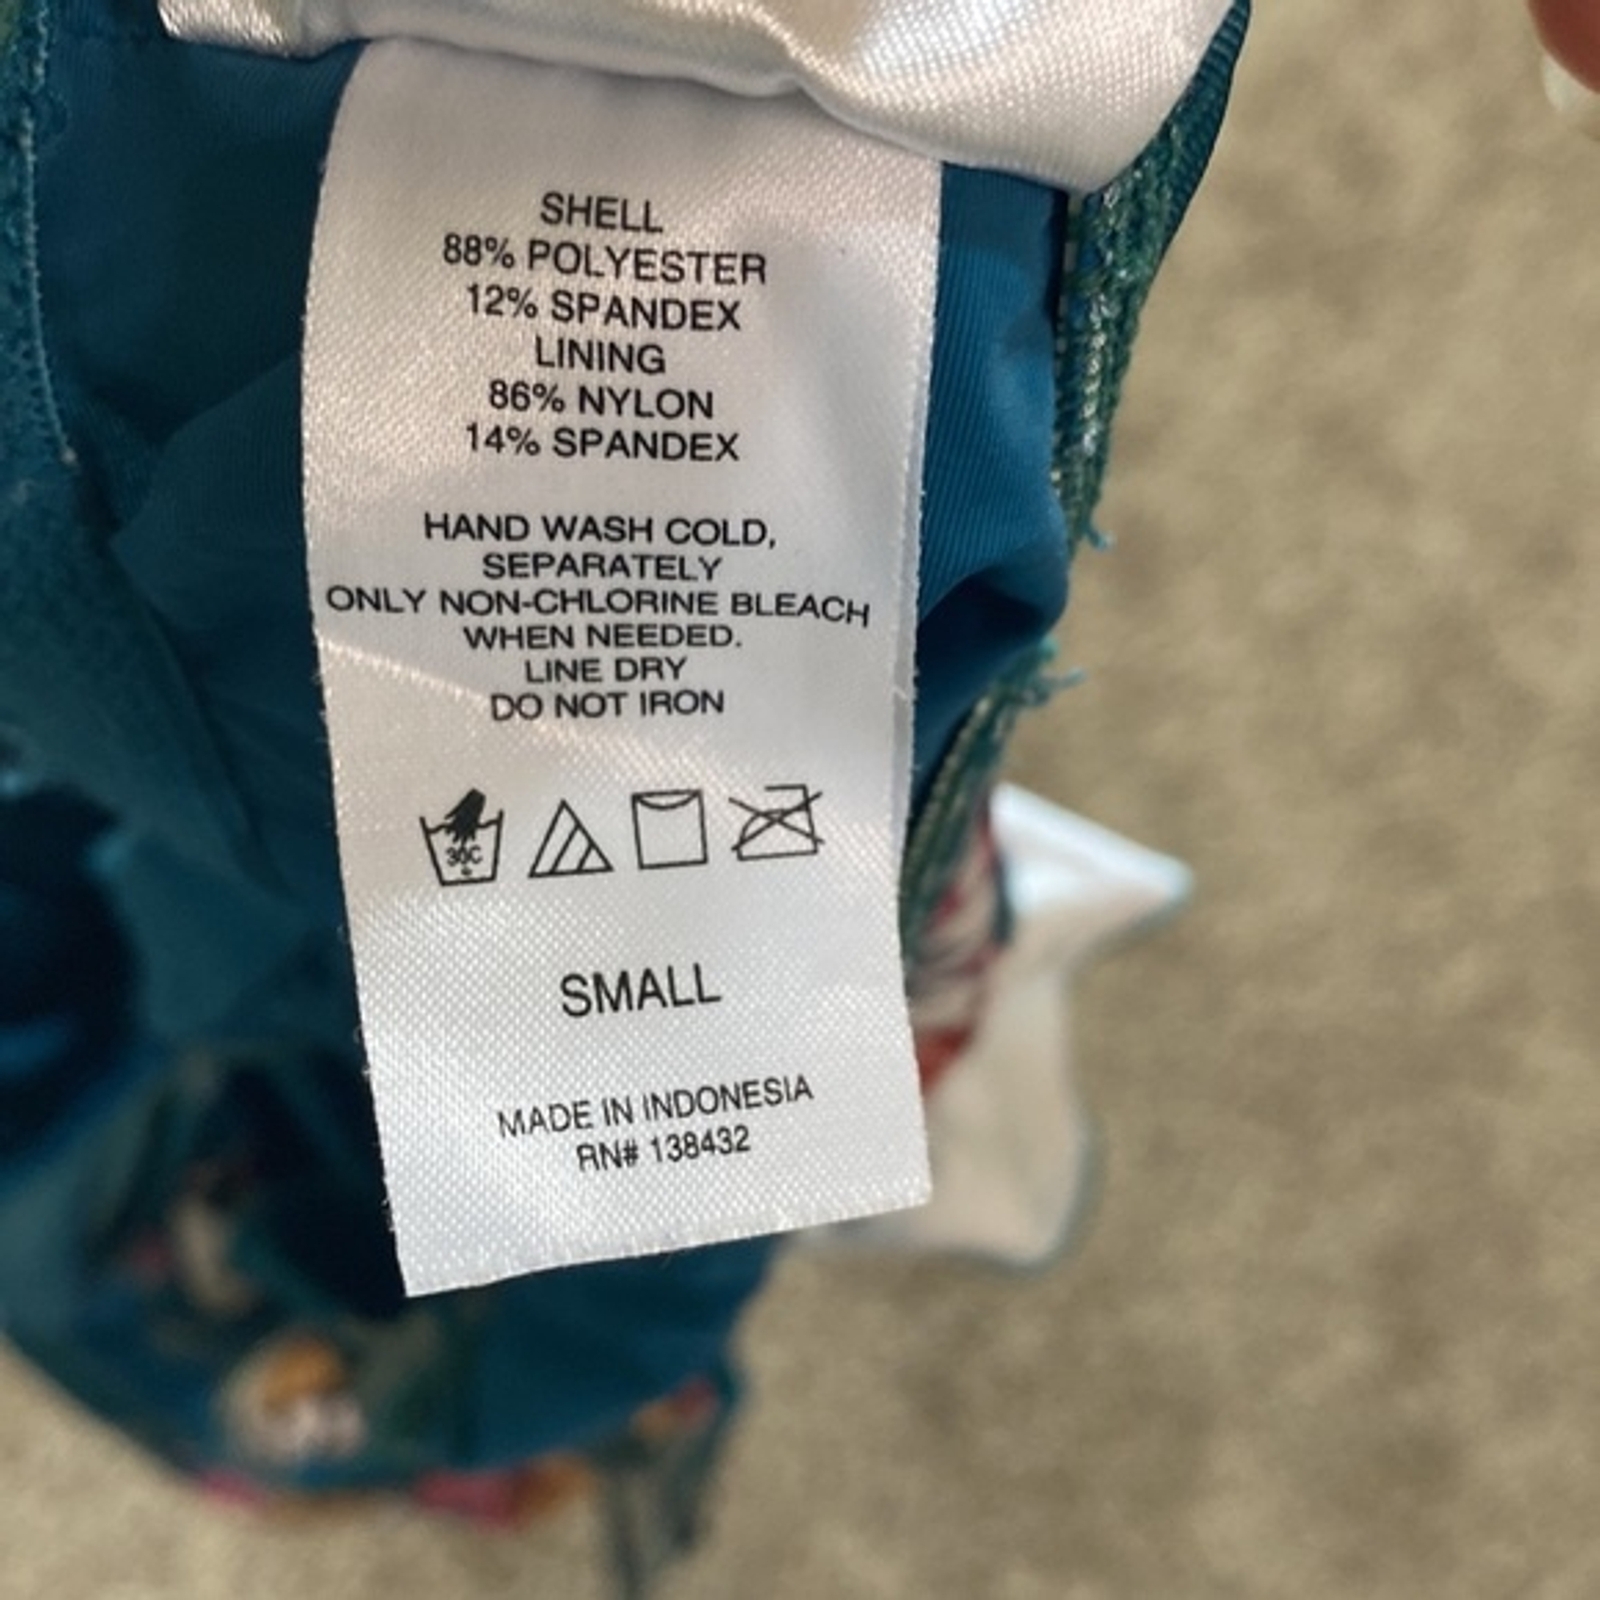 SHELL
88% POLYESTER
12% SPANDEX
LINING
86% NYLON
14% SPANDEX
HAND WASH COLD,
SEPARATELY
ONLY NON-CHLORINE BLEACH
WHEN NEEDED.
LINE DRY
DO NOT IRON
30C
SMALL
MADE IN INDONESIA
RN# 138432